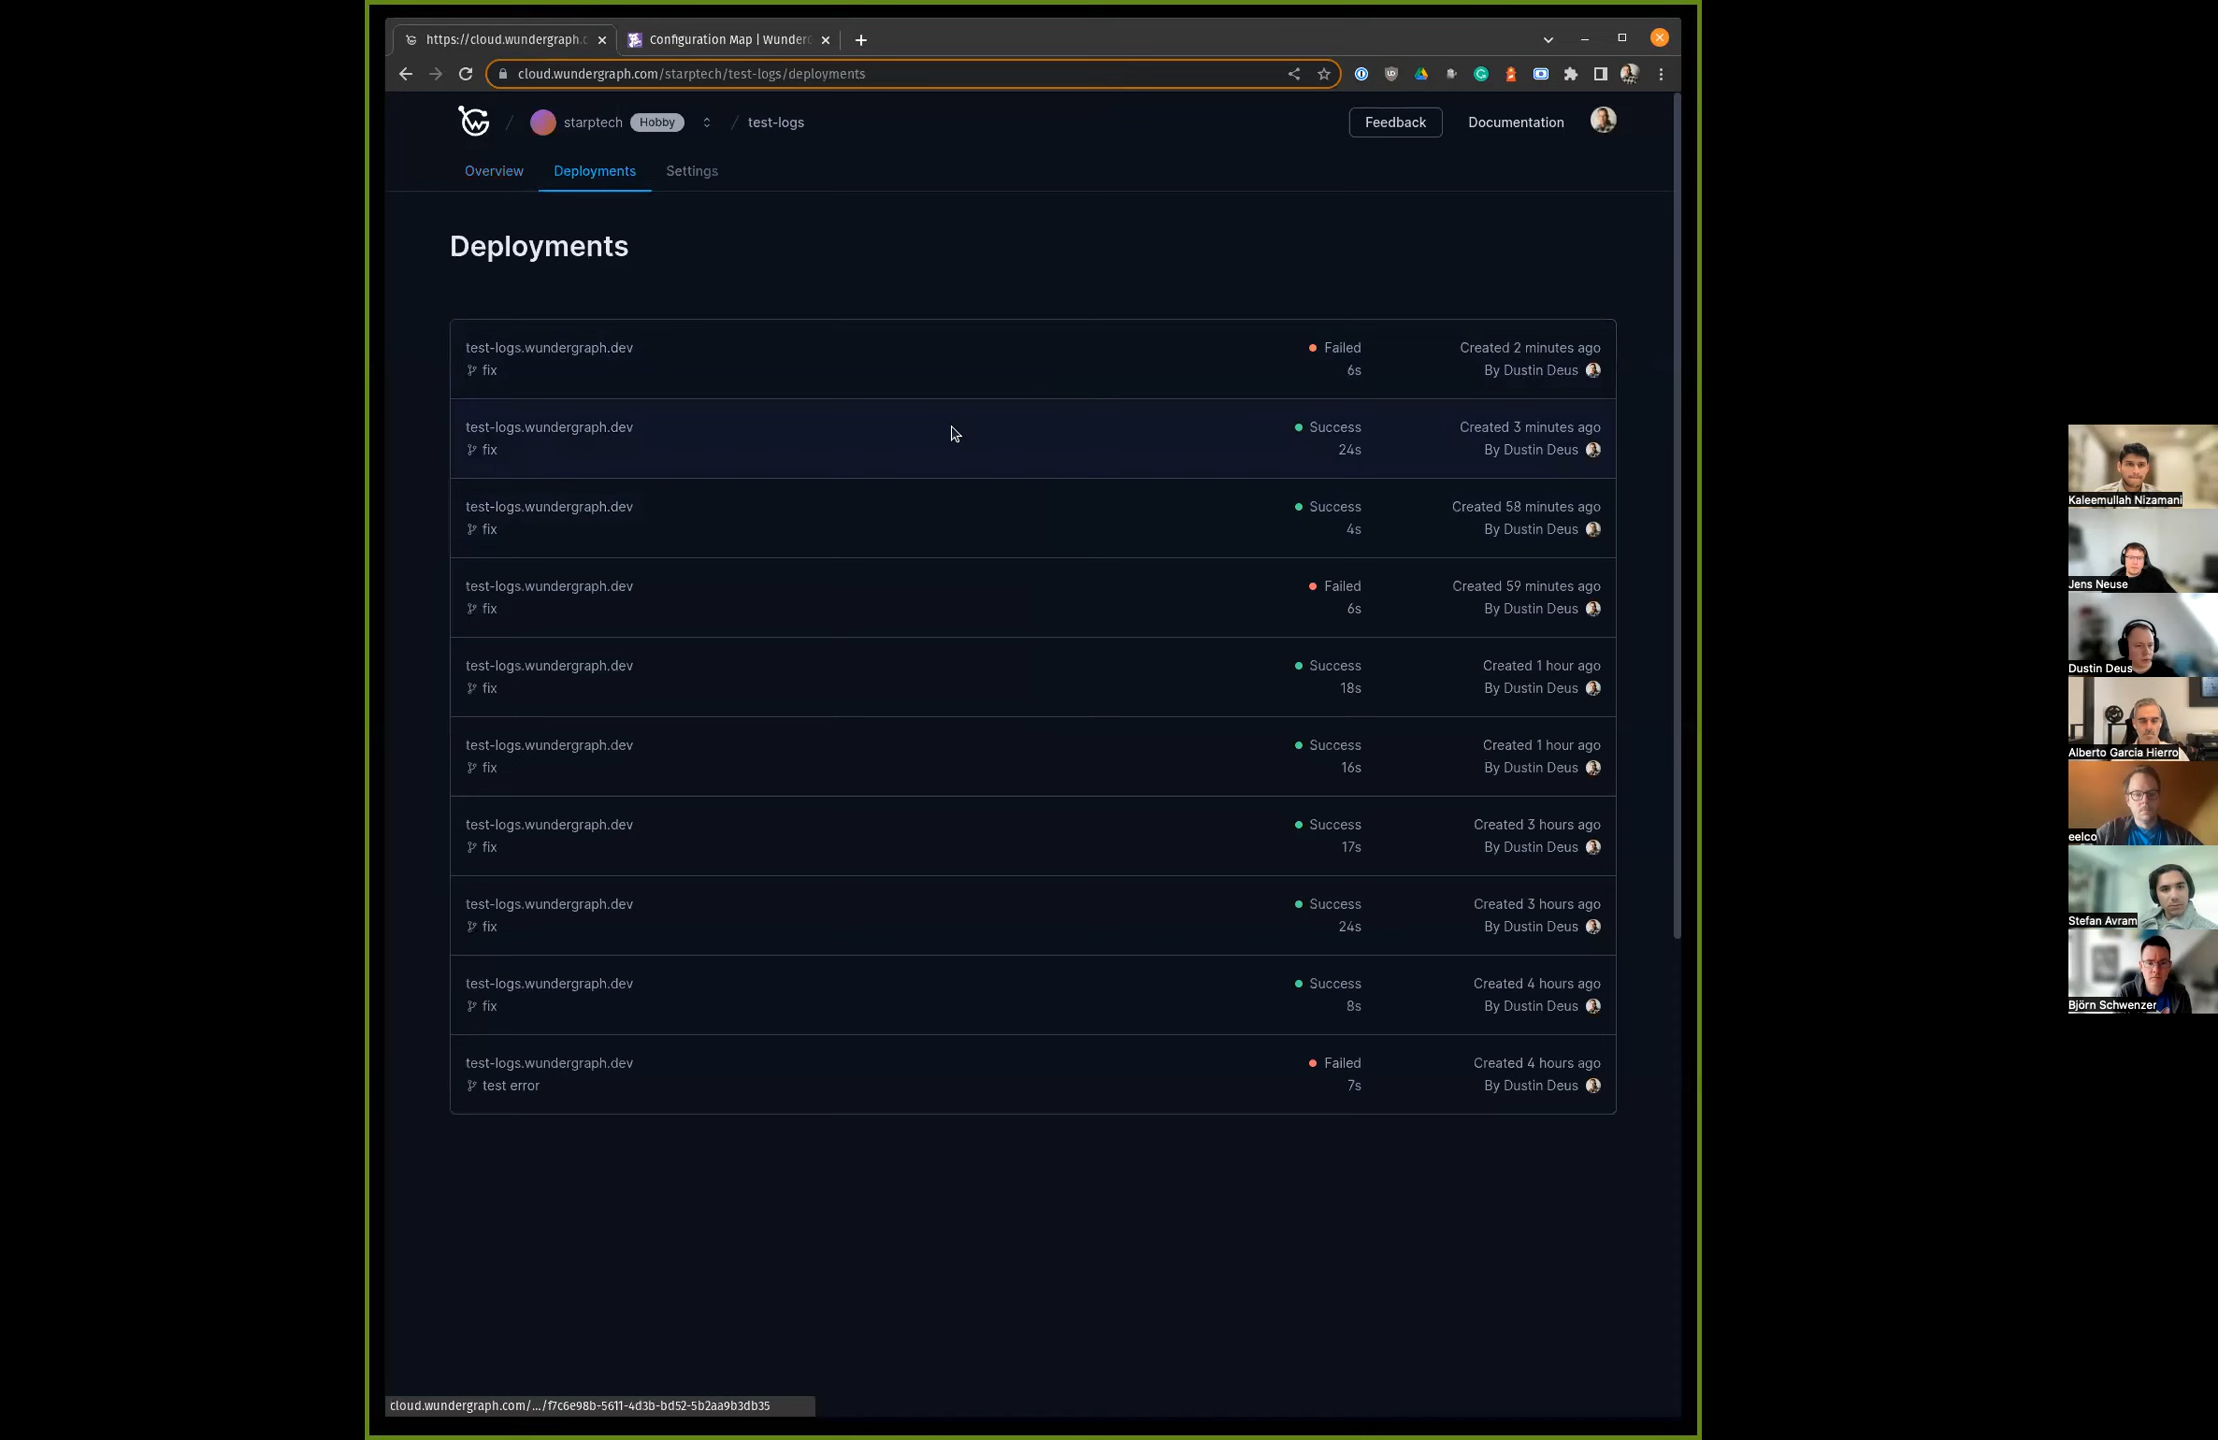 https://cloud.wundergraph.c
Configuration Map | WunderG
cloud.wundergraph.com/starptech/test-logs/deployments
/ starptech Hobby / test-logs
Feedback Documentation
Overview Deployments Settings
Deployments
test-logs.wundergraph.dev Failed Created 2 minutes ago
fix 6s By Dustin Deus
test-logs.wundergraph.dev Success Created 3 minutes ago
fix 24s By Dustin Deus
test-logs.wundergraph.dev Success Created 58 minutes ago
fix 4s By Dustin Deus
test-logs.wundergraph.dev Failed Created 59 minutes ago
fix 6s By Dustin Deus
test-logs.wundergraph.dev Success Created 1 hour ago
fix 18s By Dustin Deus
test-logs.wundergraph.dev Success Created 1 hour ago
fix 16s By Dustin Deus
test-logs.wundergraph.dev Success Created 3 hours ago
fix 17s By Dustin Deus
test-logs.wundergraph.dev Success Created 3 hours ago
fix 24s By Dustin Deus
test-logs.wundergraph.dev Success Created 4 hours ago
fix 8s By Dustin Deus
test-logs.wundergraph.dev Failed Created 4 hours ago
test error 7s By Dustin Deus
cloud.wundergraph.com/.../f7c6e98b-5611-4d3b-bd52-5b2aa9b3db35
Kaleemullah Nizamani
Jens Neuse
Dustin Deus
Alberto Garcia Hierro
eelco
Stefan Avram
Björn Schwenzer